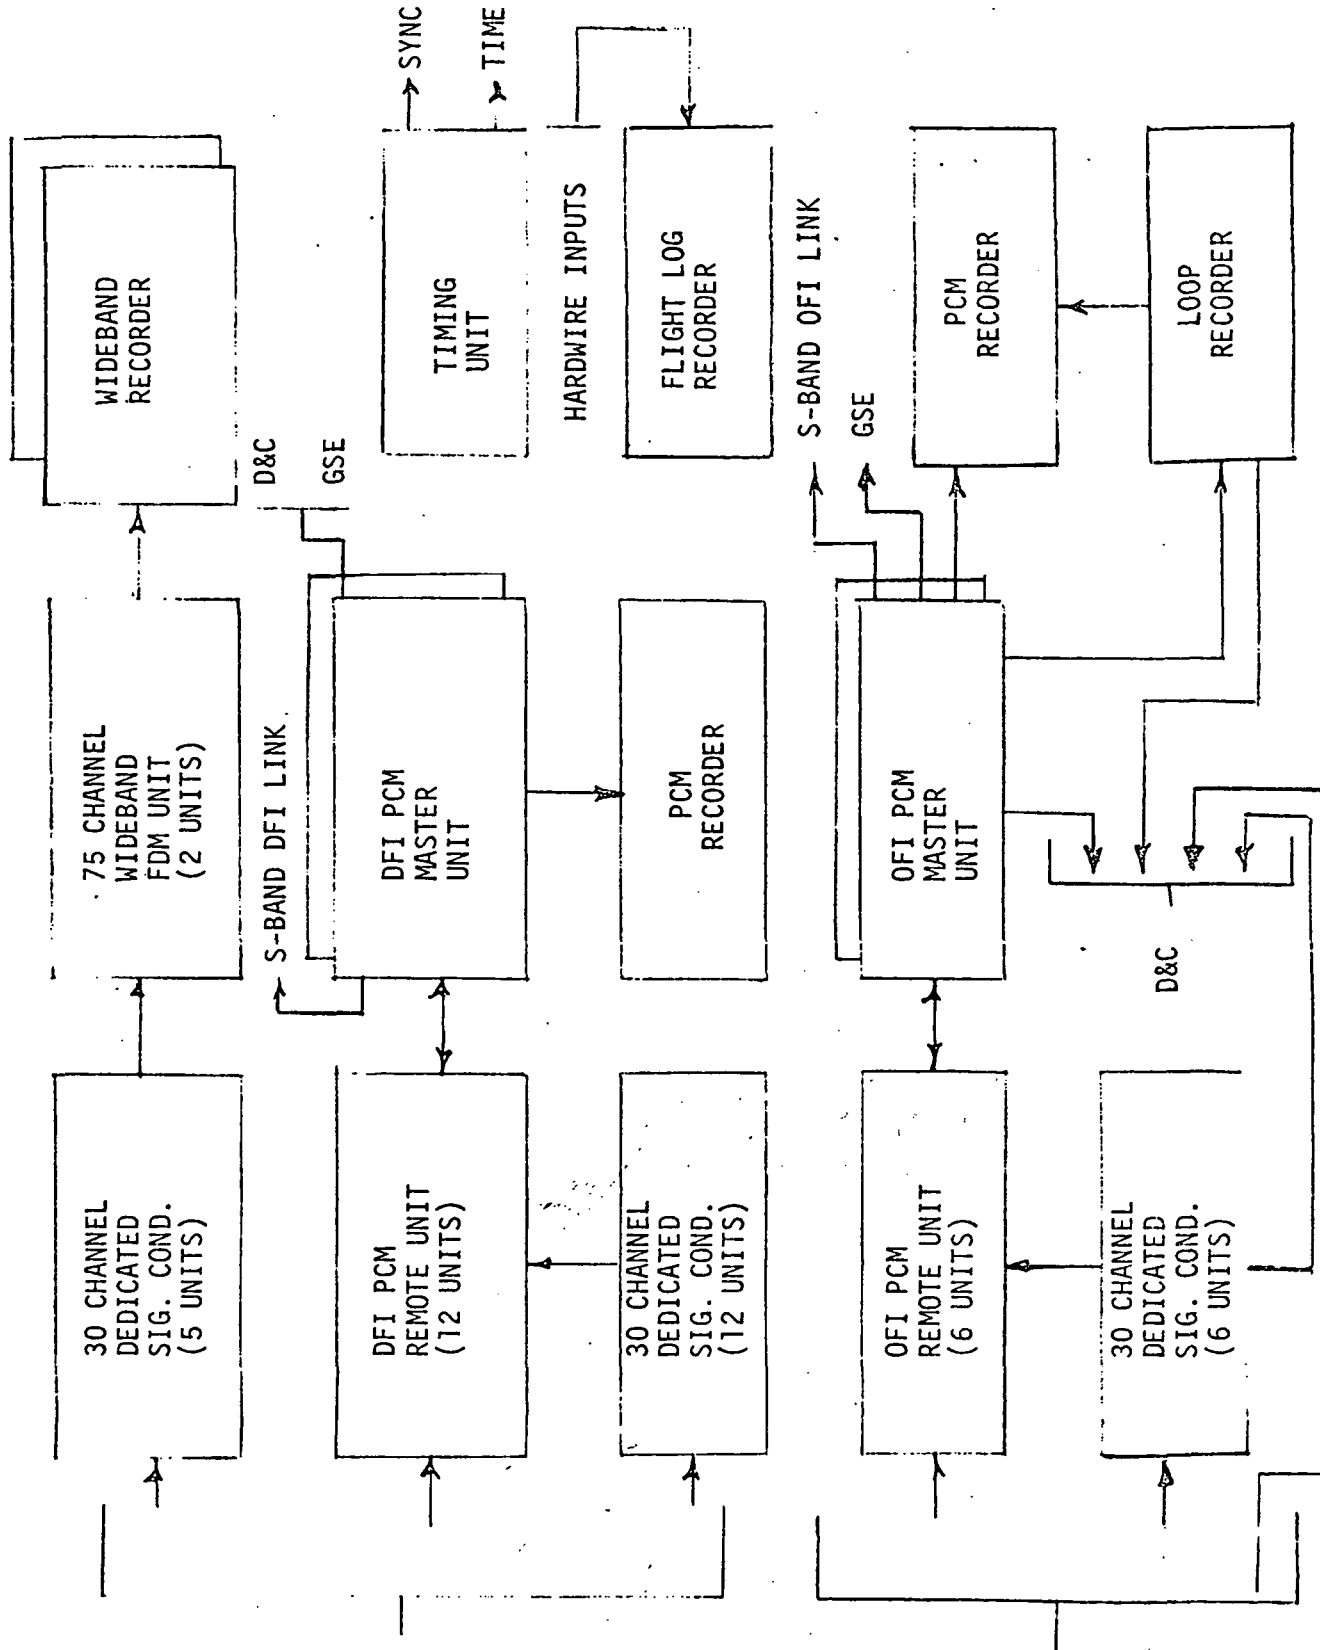 30 CHANNEL
DEDICATED
SIG. COND.
(5 UNITS)
75 CHANNEL
WIDEBAND
FDM UNIT
(2 UNITS)
WIDEBAND
RECORDER
S-BAND DFI LINK
D&C
GSE
DFI PCM
REMOTE UNIT
(12 UNITS)
DFI PCM
MASTER
UNIT
TIMING
UNIT
SYNC
TIME
30 CHANNEL
DEDICATED
SIG. COND.
(12 UNITS)
PCM
RECORDER
HARDWIRE INPUTS
FLIGHT LOG
RECORDER
S-BAND OFI LINK
GSE
OFI PCM
REMOTE UNIT
(6 UNITS)
OFI PCM
MASTER
UNIT
PCM
RECORDER
30 CHANNEL
DEDICATED
SIG. COND.
(6 UNITS)
D&C
LOOP
RECORDER